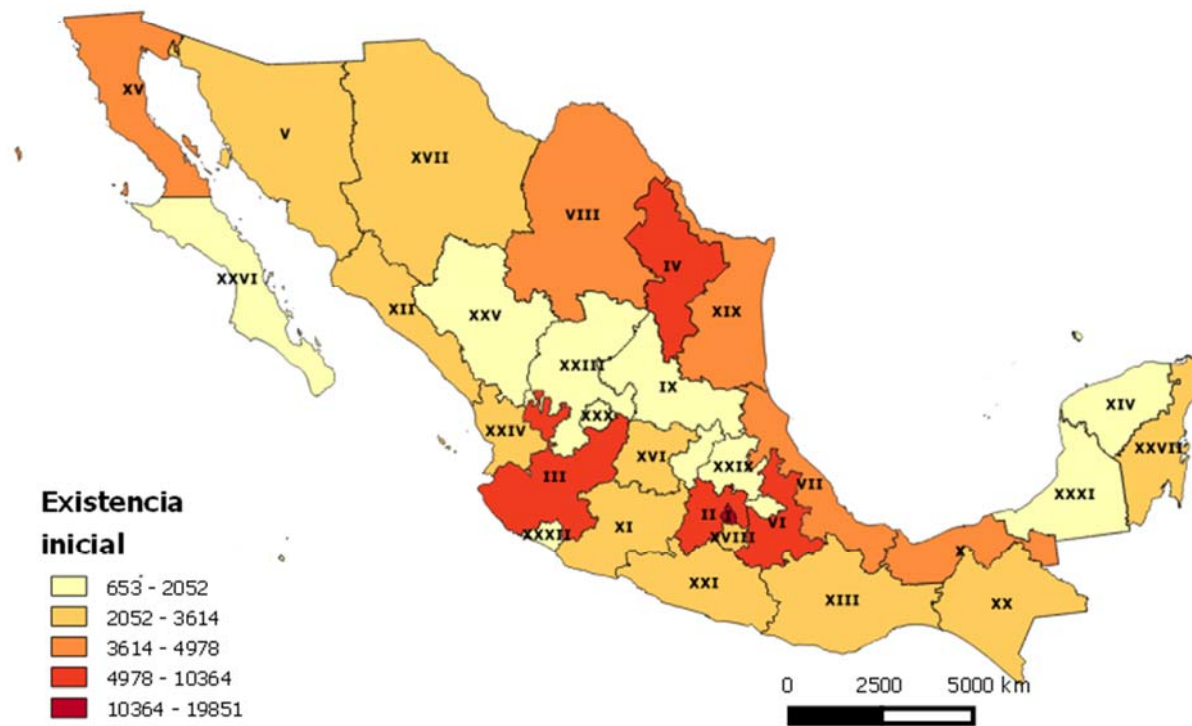 XV
V
XVII
VIII
IV
XXVI
XII
XXV
XIX
XXIII
IX
XXX
XXIV
XVI
XXIX
XIV
XXVII
III
XXXI
VII
II
I
VI
XXXII
XI
XVIII
X
XXI
XIII
XX
Existencia
inicial
653 - 2052
2052 - 3614
3614 - 4978
4978 - 10364
10364 - 19851
0 2500 5000 km